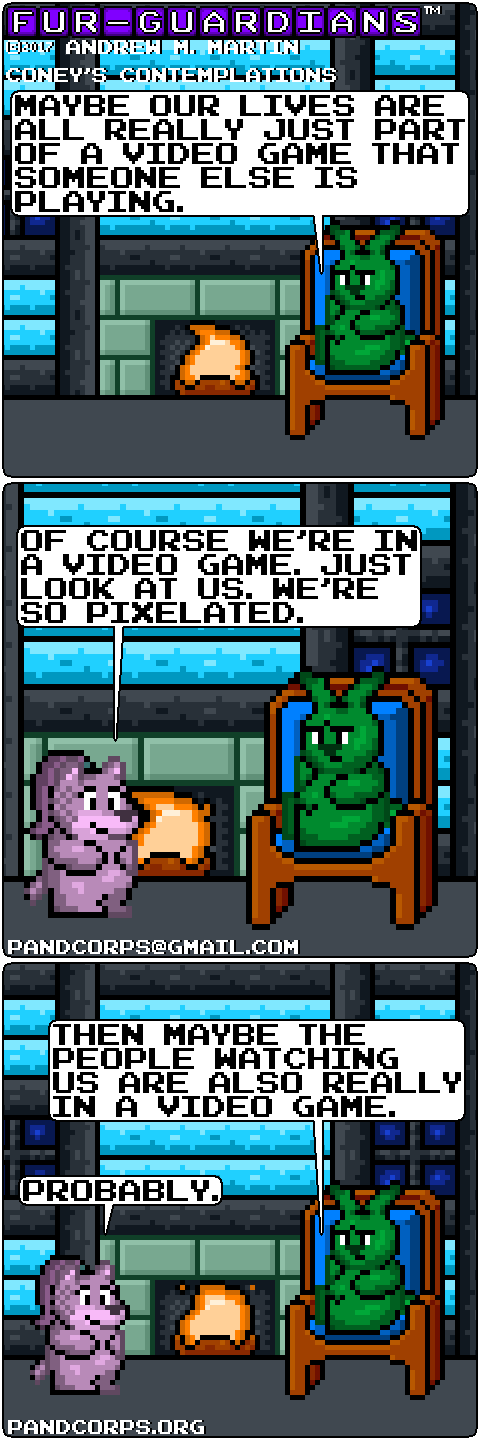 FUR-GUARDIANS™
©2017 ANDREW M. MARTIN
CONEY'S CONTEMPLATIONS
MAYBE OUR LIVES ARE
ALL REALLY JUST PART
OF A VIDEO GAME THAT
SOMEONE ELSE IS
PLAYING.
OF COURSE WE'RE IN
A VIDEO GAME. JUST
LOOK AT US. WE'RE
SO PIXELATED.
PANDCORPS@GMAIL.COM
THEN MAYBE THE
PEOPLE WATCHING
US ARE ALSO REALLY
IN A VIDEO GAME.
PROBABLY.
PANDCORPS.ORG